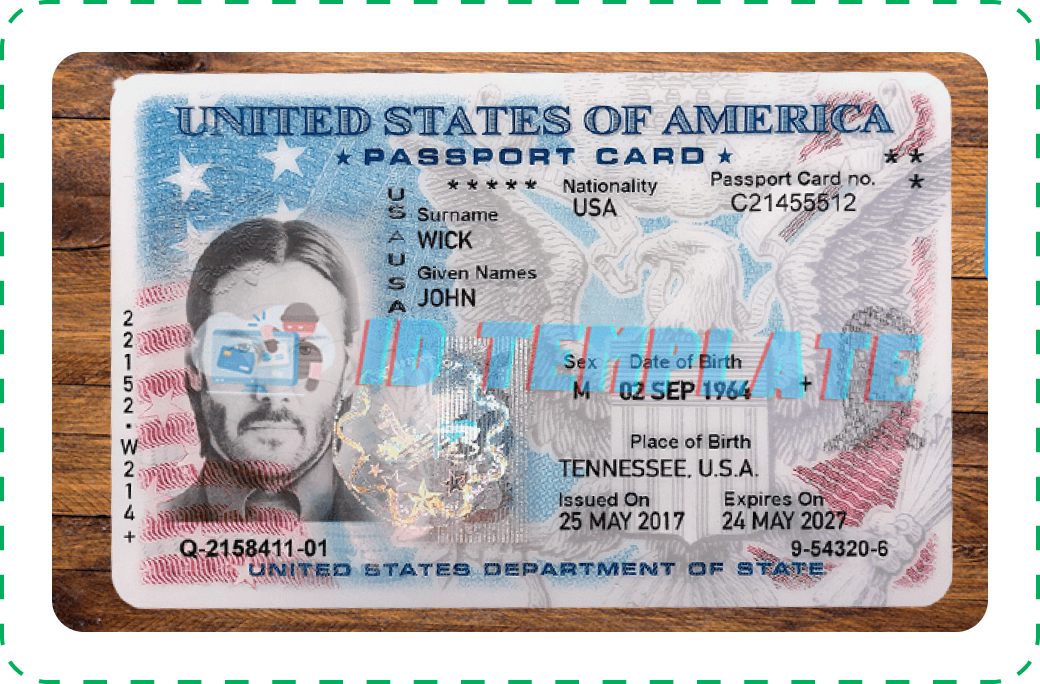 UNITED STATES OF AMERICA
★ PASSPORT CARD ★
* *
*
* * * * *
Nationality
USA
Passport Card no.
C21455512
USAUSA
Surname
WICK
Given Names
JOHN
ID TEMPLATE
Sex
M
Date of Birth
02 SEP 1964
+
Place of Birth
TENNESSEE, U.S.A.
Issued On
25 MAY 2017
Expires On
24 MAY 2027
22152·W214+
Q-2158411-01
9-54320-6
UNITED STATES DEPARTMENT OF STATE